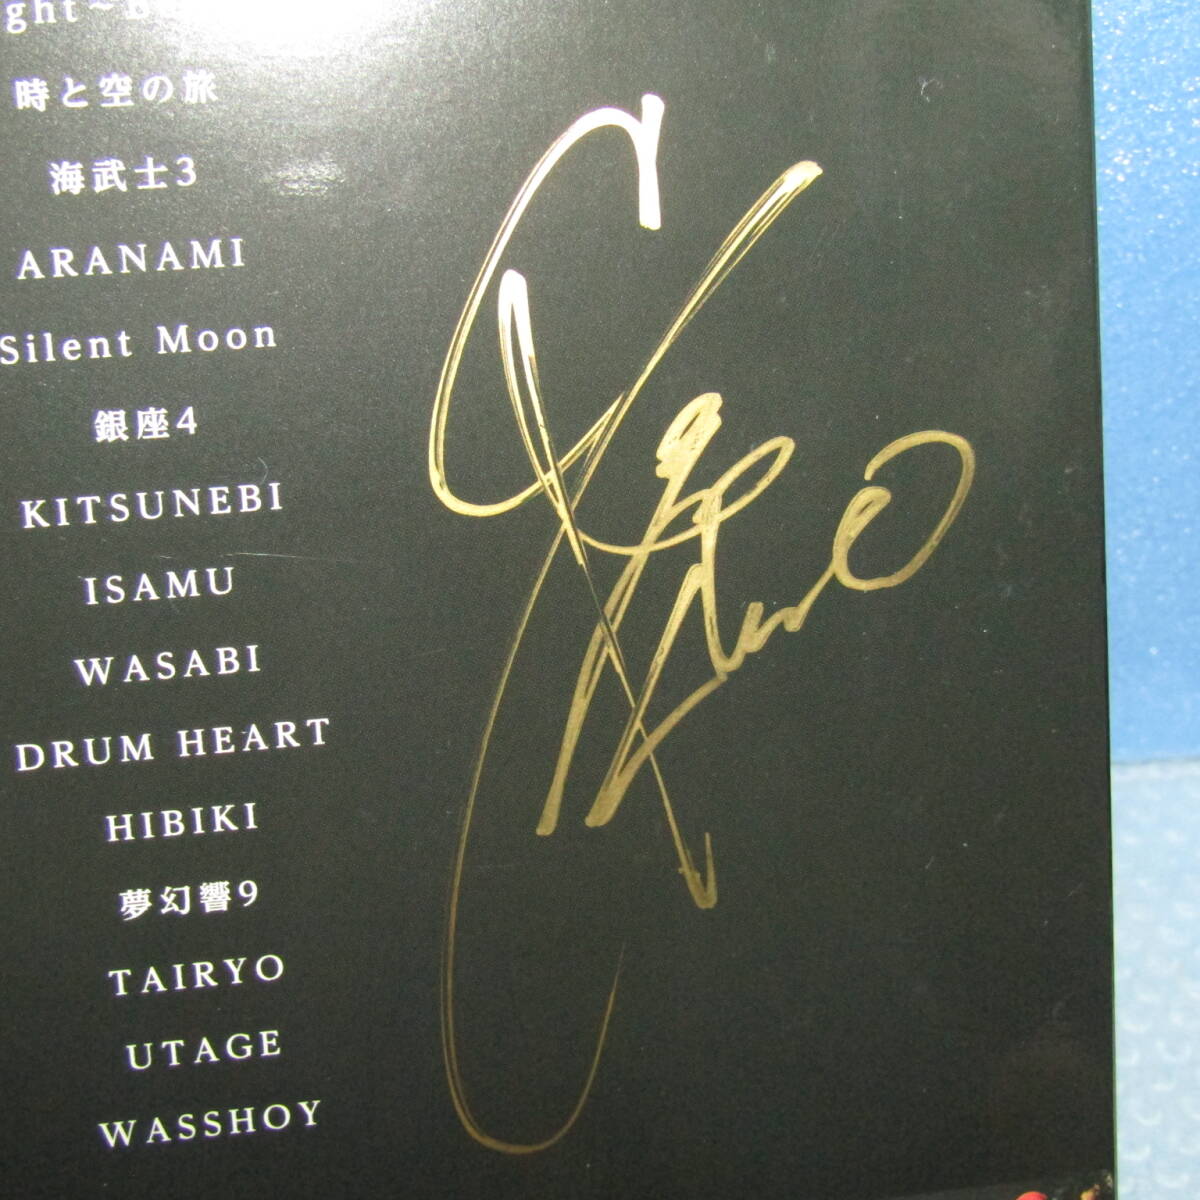 時と空の旅
海武士3
ARANAMI
Silent Moon
銀座4
KITSUNEBI
ISAMU
WASABI
DRUM HEART
HIBIKI
夢幻響9
TAIRYO
UTAGE
WASSHOY